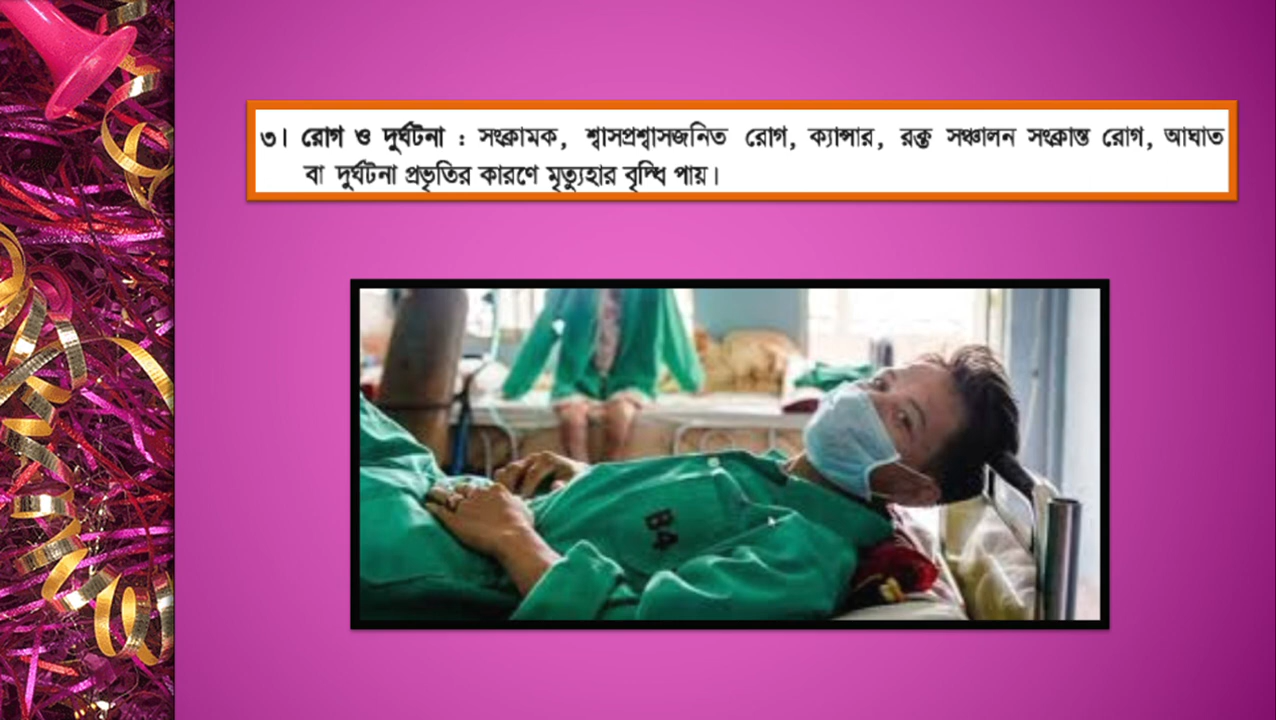 ৩। রোগ ও দুর্ঘটনা : সংক্রামক, শ্বাসপ্রশ্বাসজনিত রোগ, ক্যান্সার, রক্ত সঞ্চালন সংক্রান্ত রোগ, আঘাত
বা দুর্ঘটনা প্রভৃতির কারণে মৃত্যুহার বৃদ্ধি পায়।
B4